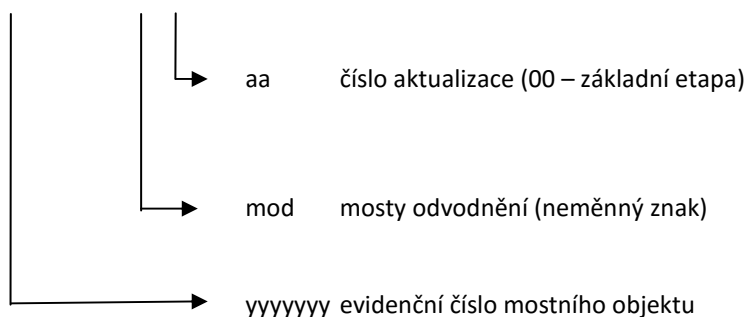 aa číslo aktualizace (00 – základní etapa)
mod mosty odvodnění (neměnný znak)
yyyyyyy evidenční číslo mostního objektu